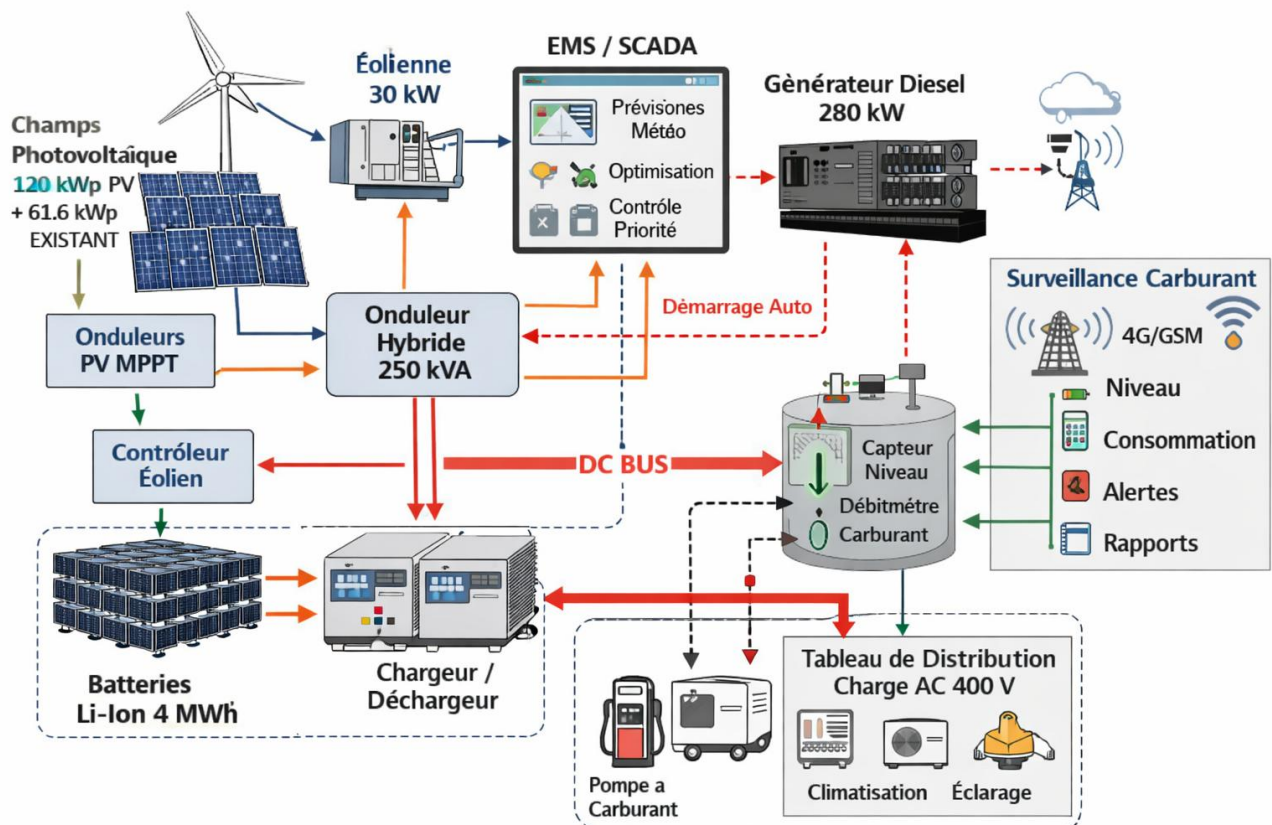 EMS / SCADA
Éolienne
30 kW
Gènérateur Diesel
280 kW
Champs
Photovoltaïque
120 kWp PV
+ 61.6 kWp
EXISTANT
Prévisiones
Météo
Optimisation
Contrôle
Priorité
Onduleurs
PV MPPT
Onduleur
Hybride
250 kVA
Démarrage Auto
Surveillance Carburant
4G/GSM
Niveau
Consommation
Alertes
Rapports
Contróleur
Éolien
DC BUS
Capteur
Niveau
Débitmétre
Carburant
Batteries
Li-Ion 4 MWh
Chargeur /
Déchargeur
Pompe a
Carburant
Tableau de Distribution
Charge AC 400 V
Climatisation
Éclarage